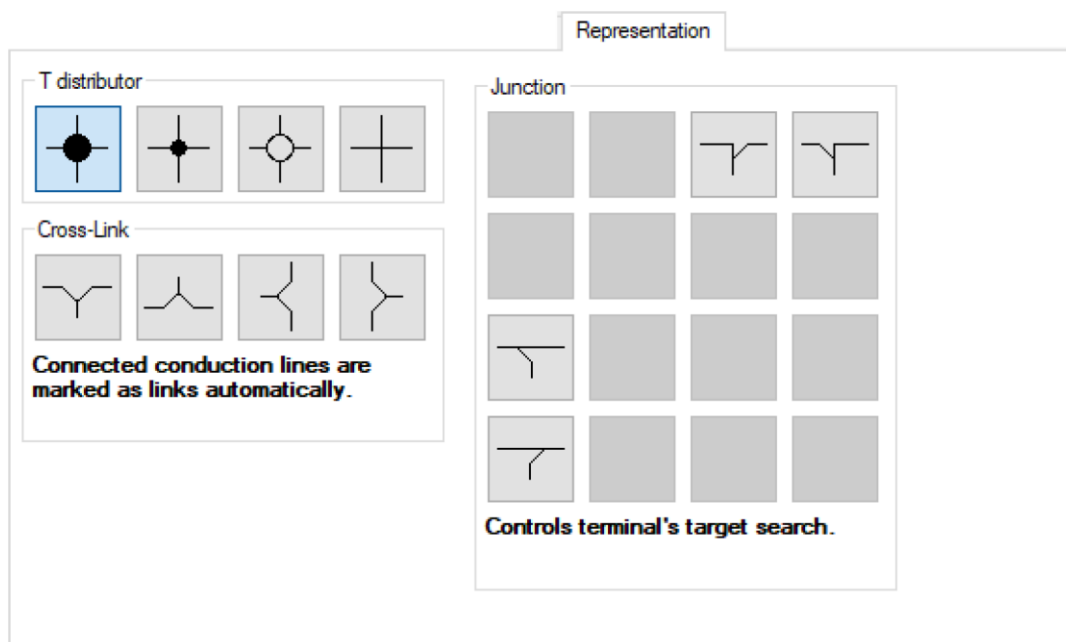 Representation
T distributor
Junction
Cross-Link
Connected conduction lines are
marked as links automatically.
Controls terminal's target search.